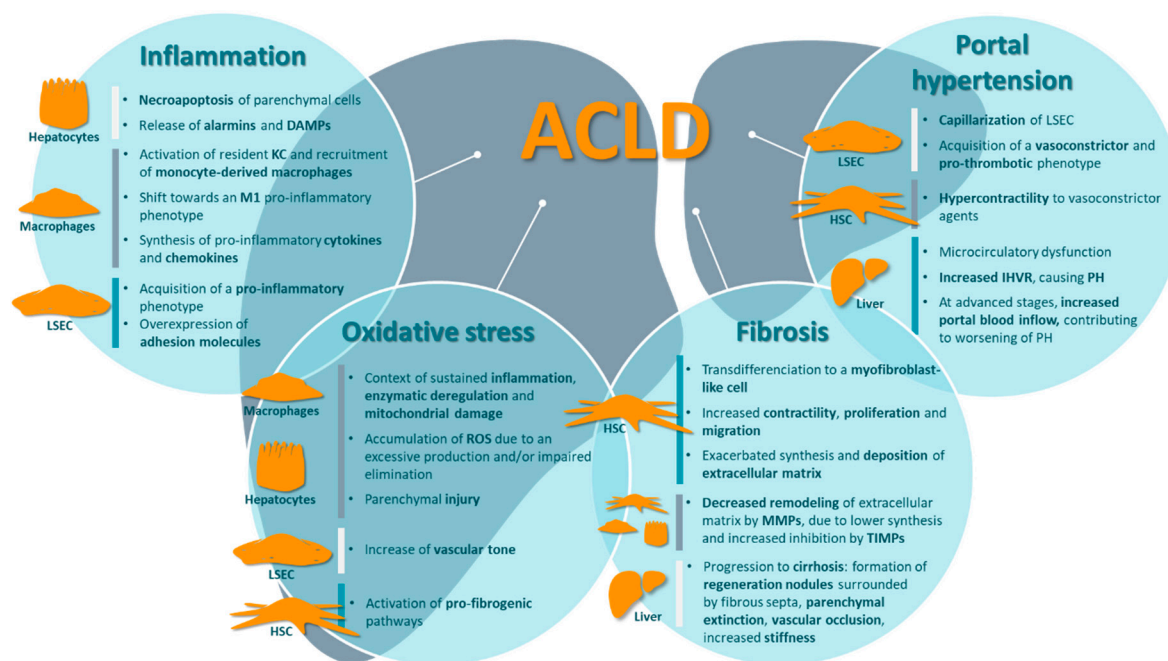 ACLD
Inflammation
Hepatocytes
• Necroapoptosis of parenchymal cells
• Release of alarmins and DAMPs
Macrophages
• Activation of resident KC and recruitment
of monocyte-derived macrophages
• Shift towards an M1 pro-inflammatory
phenotype
• Synthesis of pro-inflammatory cytokines
and chemokines
LSEC
• Acquisition of a pro-inflammatory
phenotype
• Overexpression of
adhesion molecules
Oxidative stress
Macrophages
• Context of sustained inflammation,
enzymatic deregulation and
mitochondrial damage
• Accumulation of ROS due to an
excessive production and/or impaired
elimination
Hepatocytes
• Parenchymal injury
LSEC
• Increase of vascular tone
HSC
• Activation of pro-fibrogenic
pathways
Fibrosis
HSC
• Transdifferenciation to a myofibroblast-
like cell
• Increased contractility, proliferation and
migration
• Exacerbated synthesis and deposition of
extracellular matrix
• Decreased remodeling of extracellular
matrix by MMPs, due to lower synthesis
and increased inhibition by TIMPs
Liver
• Progression to cirrhosis: formation of
regeneration nodules surrounded
by fibrous septa, parenchymal
extinction, vascular occlusion,
increased stiffness
Portal
hypertension
LSEC
• Capillarization of LSEC
• Acquisition of a vasoconstrictor and
pro-thrombotic phenotype
HSC
• Hypercontractility to vasoconstrictor
agents
Liver
• Microcirculatory dysfunction
• Increased IHVR, causing PH
• At advanced stages, increased
portal blood inflow, contributing
to worsening of PH